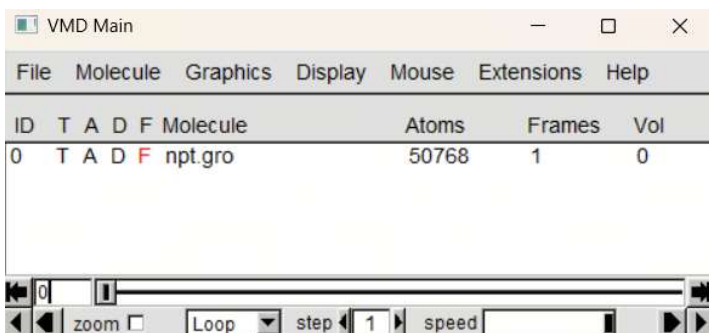 VMD Main
File Molecule Graphics Display Mouse Extensions Help
ID T A D F Molecule Atoms Frames Vol
0 T A D F npt.gro 50768 1 0
0
zoom Loop step 1 speed